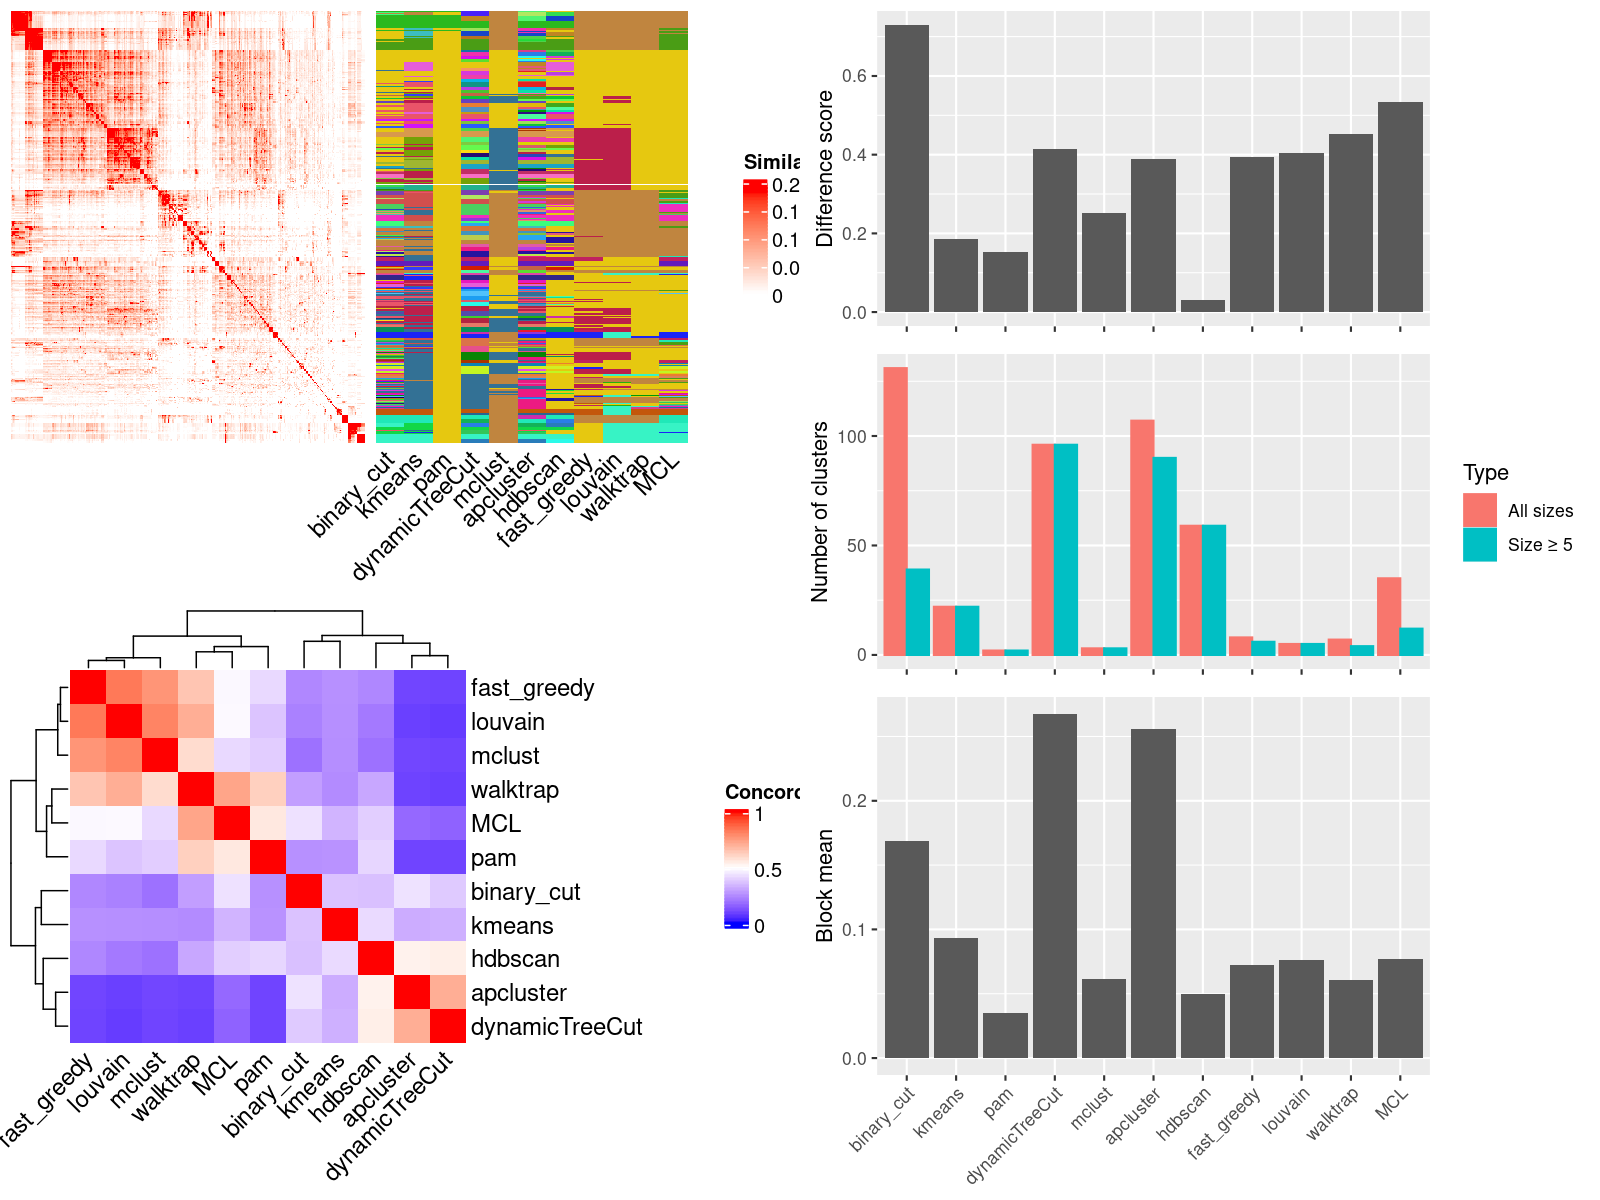 Simila
0.2
0.1
0.1
0.0
0
binary_cut
kmeans
pam
dynamicTreeCut
mclust
apcluster
hdbscan
fast_greedy
louvain
walktrap
MCL
fast_greedy
louvain
mclust
walktrap
MCL
pam
binary_cut
kmeans
hdbscan
apcluster
dynamicTreeCut
Concord
1
0.5
0
fast_greedy
louvain
mclust
walktrap
MCL
pam
binary_cut
kmeans
hdbscan
apcluster
dynamicTreeCut
Difference score
0.6
0.4
0.2
0.0
Number of clusters
100
50
0
Type
All sizes
Size ≥ 5
Block mean
0.2
0.1
0.0
binary_cut
kmeans
pam
dynamicTreeCut
mclust
apcluster
hdbscan
fast_greedy
louvain
walktrap
MCL